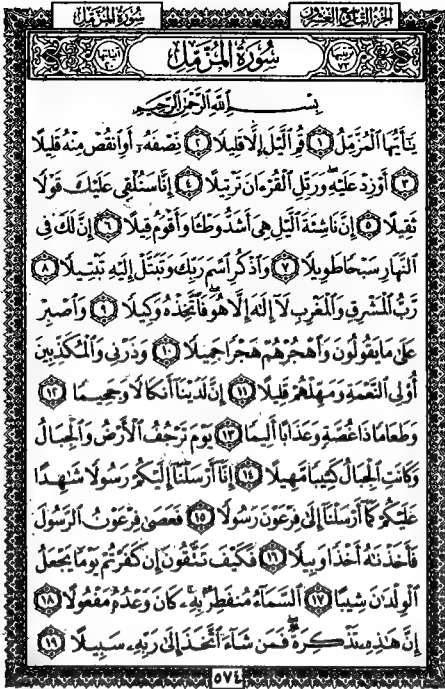 سُورَةُ المُزَّمِّلِ
الجزء التاسع والعشرون
سُورَةُ المُزَّمِّل
بِسْمِ اللَّهِ الرَّحْمَٰنِ الرَّحِيمِ
يَٰٓأَيُّهَا ٱلْمُزَّمِّلُ ١ قُمِ ٱلَّيْلَ إِلَّا قَلِيلًا ٢ نِّصْفَهُۥٓ أَوِ ٱنقُصْ مِنْهُ قَلِيلًا
٣ أَوْ زِدْ عَلَيْهِ وَرَتِّلِ ٱلْقُرْءَانَ تَرْتِيلًا ٤ إِنَّا سَنُلْقِى عَلَيْكَ قَوْلًا
ثَقِيلًا ٥ إِنَّ نَاشِئَةَ ٱلَّيْلِ هِىَ أَشَدُّ وَطْـًٔا وَأَقْوَمُ قِيلًا ٦ إِنَّ لَكَ فِى
ٱلنَّهَارِ سَبْحًا طَوِيلًا ٧ وَٱذْكُرِ ٱسْمَ رَبِّكَ وَتَبَتَّلْ إِلَيْهِ تَبْتِيلًا ٨
رَّبُّ ٱلْمَشْرِقِ وَٱلْمَغْرِبِ لَآ إِلَٰهَ إِلَّا هُوَ فَٱتَّخِذْهُ وَكِيلًا ٩ وَٱصْبِرْ
عَلَىٰ مَا يَقُولُونَ وَٱهْجُرْهُمْ هَجْرًا جَمِيلًا ١٠ وَذَرْنِى وَٱلْمُكَذِّبِينَ
أُو۟لِى ٱلنَّعْمَةِ وَمَهِّلْهُمْ قَلِيلًا ١١ إِنَّ لَدَيْنَآ أَنكَالًا وَجَحِيمًا ١٢
وَطَعَامًا ذَا غُصَّةٍ وَعَذَابًا أَلِيمًا ١٣ يَوْمَ تَرْجُفُ ٱلْأَرْضُ وَٱلْجِبَالُ
وَكَانَتِ ٱلْجِبَالُ كَثِيبًا مَّهِيلًا ١٤ إِنَّآ أَرْسَلْنَآ إِلَيْكُمْ رَسُولًا شَٰهِدًا
عَلَيْكُمْ كَمَآ أَرْسَلْنَآ إِلَىٰ فِرْعَوْنَ رَسُولًا ١٥ فَعَصَىٰ فِرْعَوْنُ ٱلرَّسُولَ
فَأَخَذْنَٰهُ أَخْذًا وَبِيلًا ١٦ فَكَيْفَ تَتَّقُونَ إِن كَفَرْتُمْ يَوْمًا يَجْعَلُ
ٱلْوِلْدَٰنَ شِيبًا ١٧ ٱلسَّمَآءُ مُنفَطِرٌۢ بِهِۦ كَانَ وَعْدُهُۥ مَفْعُولًا ١٨
إِنَّ هَٰذِهِۦ تَذْكِرَةٌ فَمَن شَآءَ ٱتَّخَذَ إِلَىٰ رَبِّهِۦ سَبِيلًا ١٩
٥٧٤